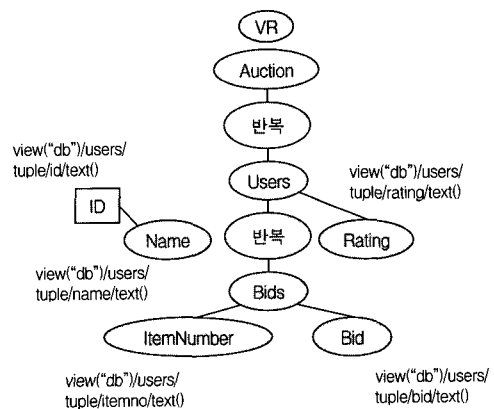 VR
Auction
반복
view("db")/users/
tuple/id/text()
Users
view("db")/users/
tuple/rating/text()
ID
Name
반복
Rating
view("db")/users/
tuple/name/text()
Bids
ItemNumber
Bid
view("db")/users/
tuple/itemno/text()
view("db")/users/
tuple/bid/text()